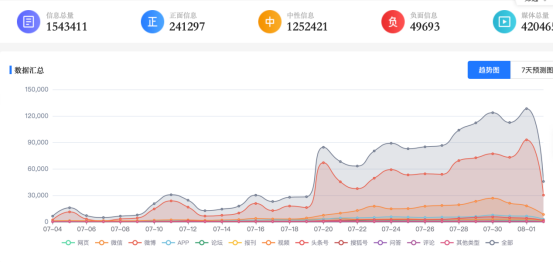 信息总量
1543411
正 正面信息
241297
中 中性信息
1252421
负 负面信息
49693
媒体总量
420465
数据汇总
趋势图 7天预测图
150,000
120,000
90,000
60,000
30,000
0
07-04 07-06 07-08 07-10 07-12 07-14 07-16 07-18 07-20 07-22 07-24 07-26 07-28 07-30 08-01
网页 微信 微博 APP 论坛 报刊 视频 头条号 搜狐号 问答 评论 其他类型 全部